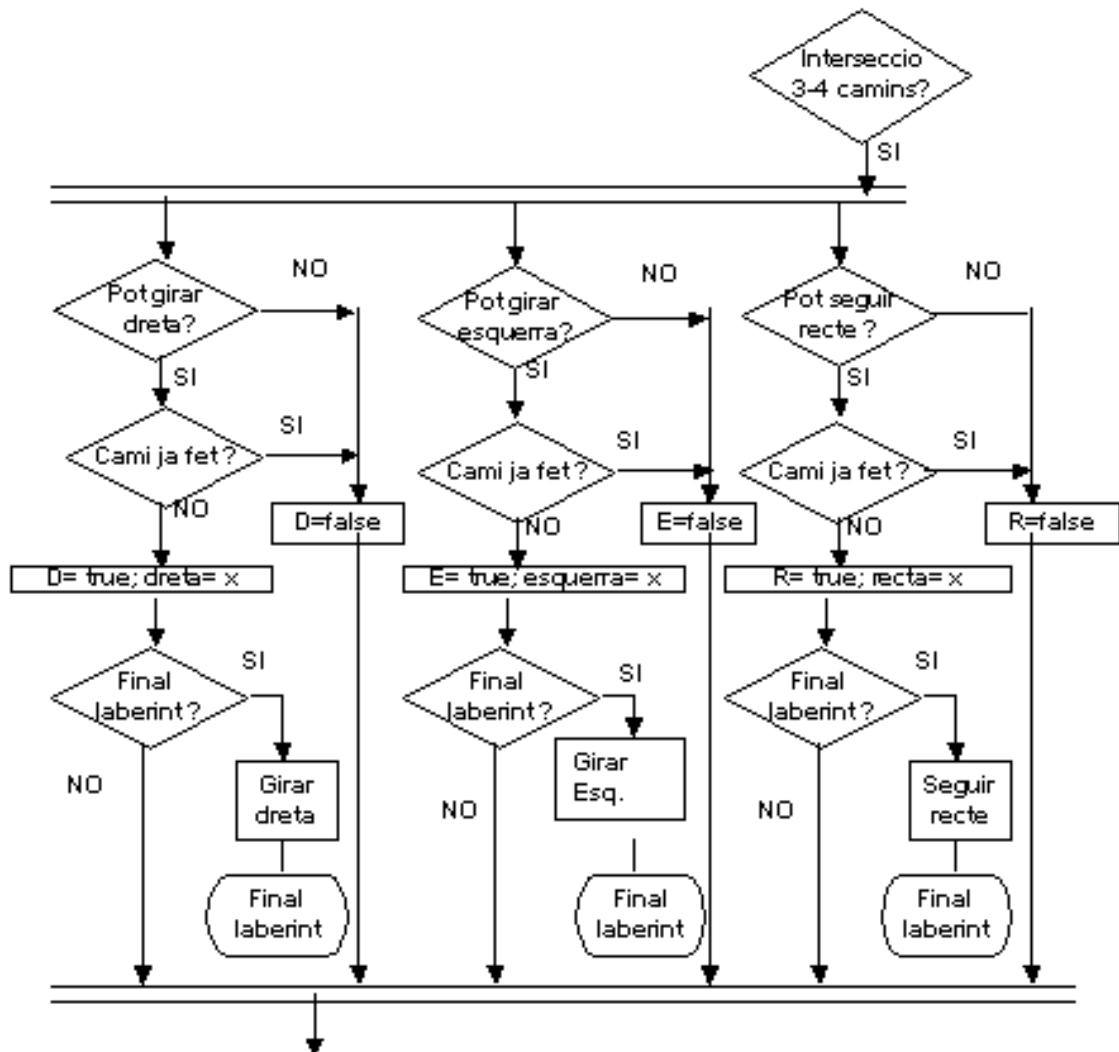 Interseccio
3-4 camins?
SI
NO
NO
NO
Pot girar
dreta?
Pot girar
esquerra?
Pot seguir
recte ?
SI
SI
SI
SI
SI
SI
Cami ja fet?
Cami ja fet?
Cami ja fet?
NO
NO
NO
D=false
E=false
R=false
D= true; dreta= x
E= true; esquerra= x
R= true; recta= x
SI
SI
SI
Final
laberint?
Final
laberint?
Final
laberint?
NO
NO
NO
Girar
dreta
Girar
Esq.
Seguir
recte
Final
laberint
Final
laberint
Final
laberint